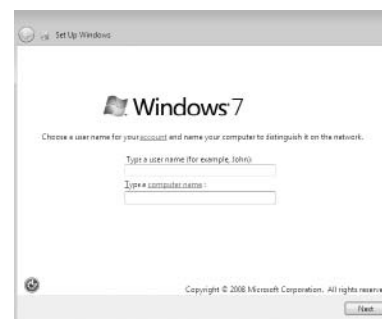 Set Up Windows
Windows 7
Choose a user name for your account and name your computer to distinguish it on the network.
Type a user name (for example, John):
Type a computer name :
Copyright © 2008 Microsoft Corporation. All rights reserve
Next